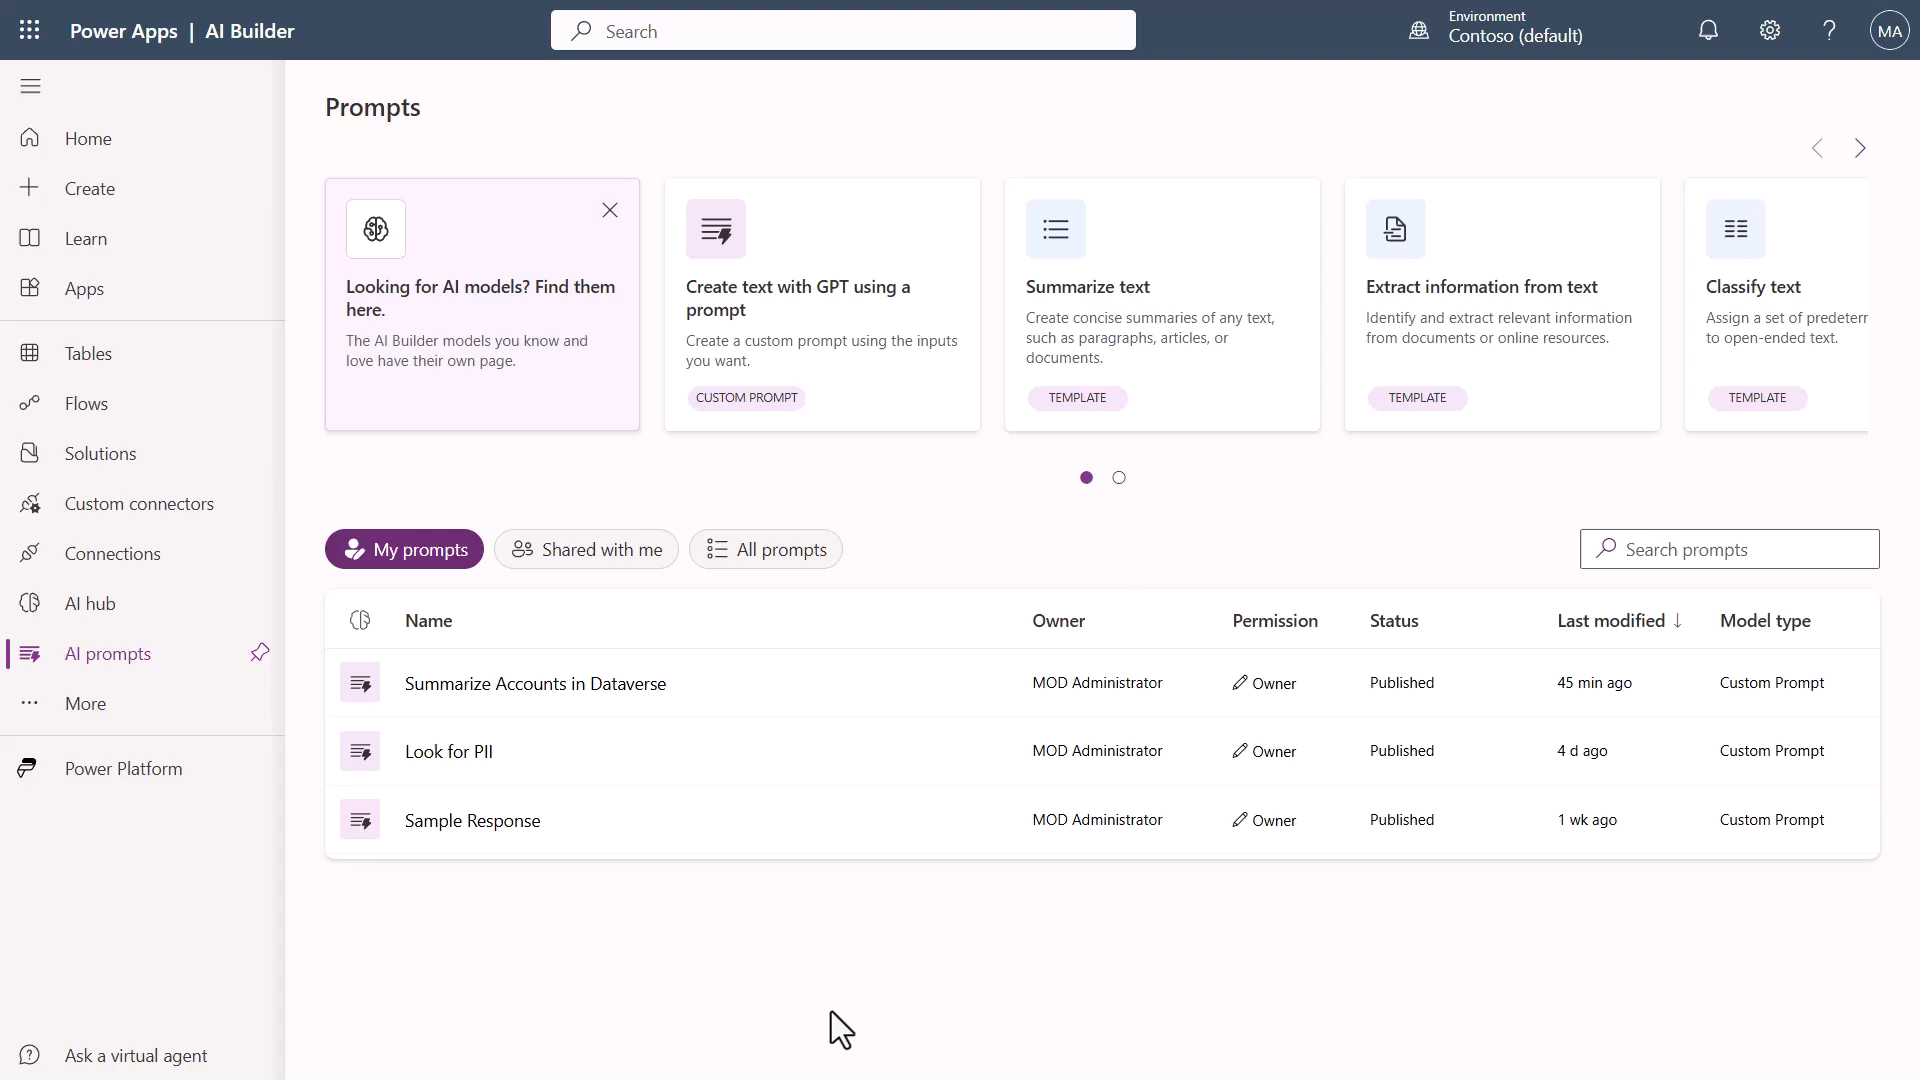 Power Apps | AI Builder
Search
Environment
Contoso (default)
MA
Home
Create
Learn
Apps
Tables
Flows
Solutions
Custom connectors
Connections
AI hub
AI prompts
More
Power Platform
Ask a virtual agent
Prompts
Looking for AI models? Find them
here.
The AI Builder models you know and
love have their own page.
Create text with GPT using a
prompt
Create a custom prompt using the inputs
you want.
CUSTOM PROMPT
Summarize text
Create concise summaries of any text,
such as paragraphs, articles, or
documents.
TEMPLATE
Extract information from text
Identify and extract relevant information
from documents or online resources.
TEMPLATE
Classify text
Assign a set of predeterr
to open-ended text.
TEMPLATE
My prompts
Shared with me
All prompts
Search prompts
Name Owner Permission Status Last modified ↓ Model type
Summarize Accounts in Dataverse MOD Administrator Owner Published 45 min ago Custom Prompt
Look for PII MOD Administrator Owner Published 4 d ago Custom Prompt
Sample Response MOD Administrator Owner Published 1 wk ago Custom Prompt